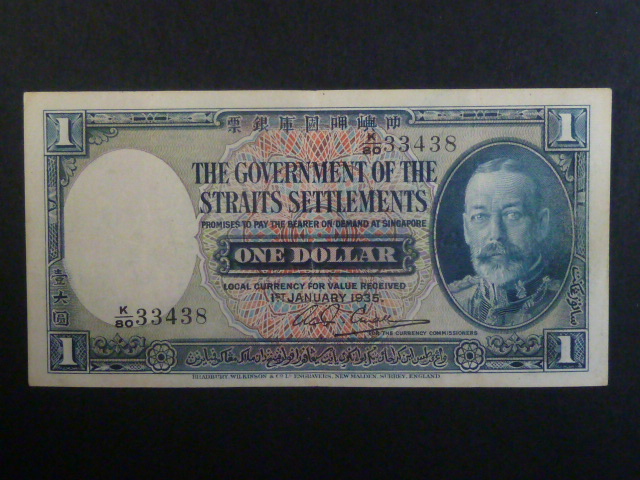 1 票銀庫國呷嶼叻 1
K/80 33438
THE GOVERNMENT OF THE
STRAITS SETTLEMENTS
PROMISES TO PAY THE BEARER ON DEMAND AT SINGAPORE
ONE DOLLAR
LOCAL CURRENCY FOR VALUE RECEIVED
1ST JANUARY 1935
壹大圓
K/80 33438
FOR THE CURRENCY COMMISSIONERS
1 1
BRADBURY, WILKINSON & Co Ld ENGRAVERS, NEW MALDEN, SURREY, ENGLAND